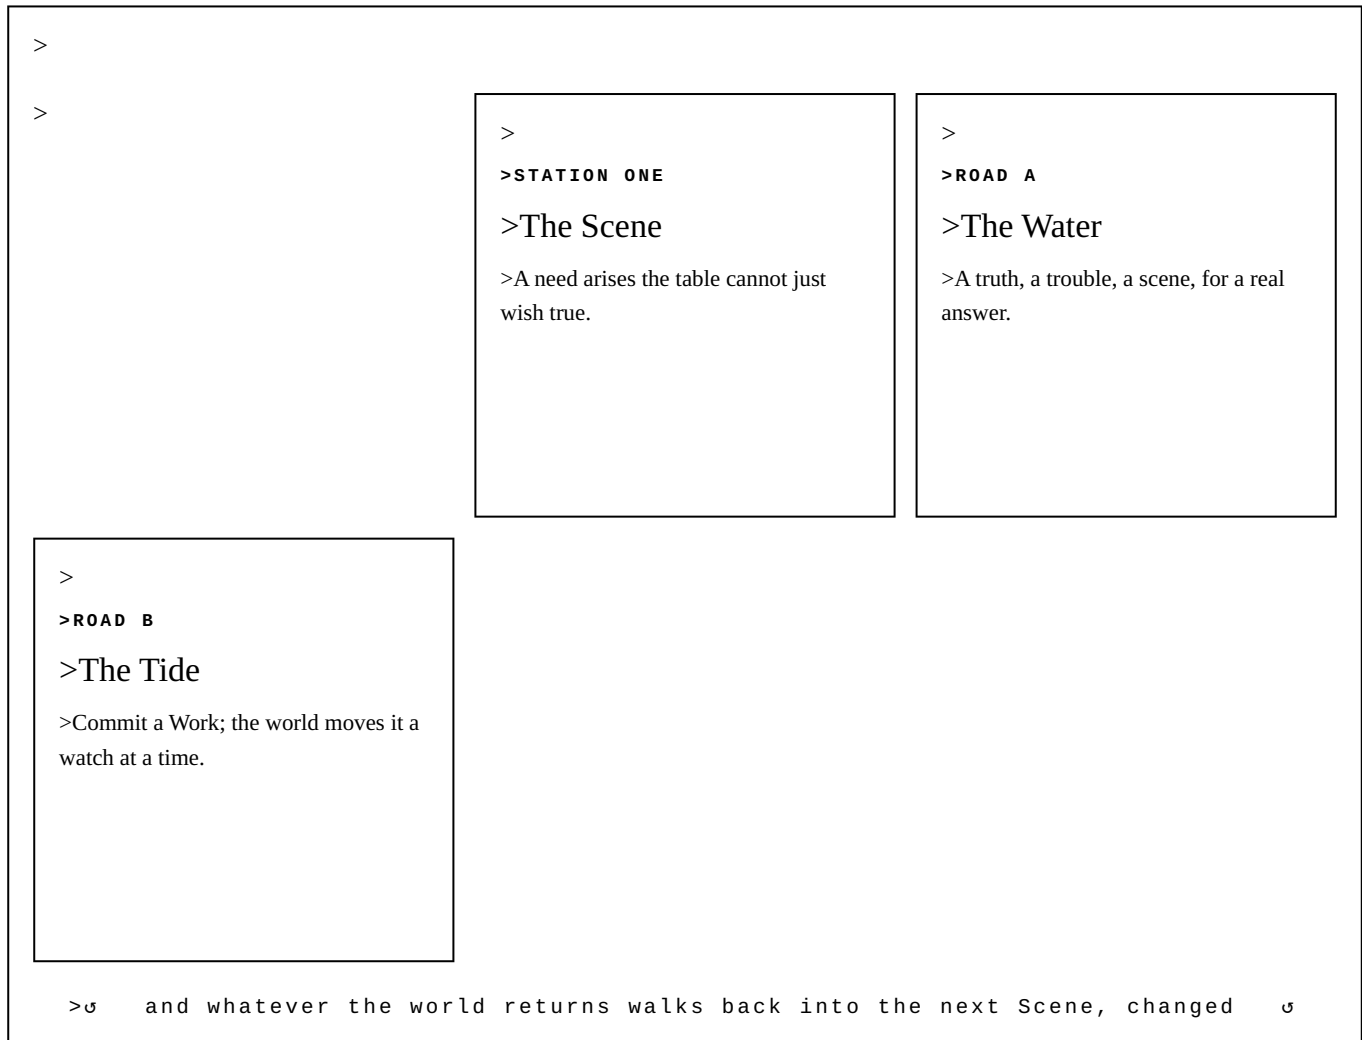 >
>
>
>STATION ONE
>The Scene
>A need arises the table cannot just
wish true.
>
>ROAD A
>The Water
>A truth, a trouble, a scene, for a real
answer.
>
>ROAD B
>The Tide
>Commit a Work; the world moves it a
watch at a time.
>↺ and whatever the world returns walks back into the next Scene, changed ↺